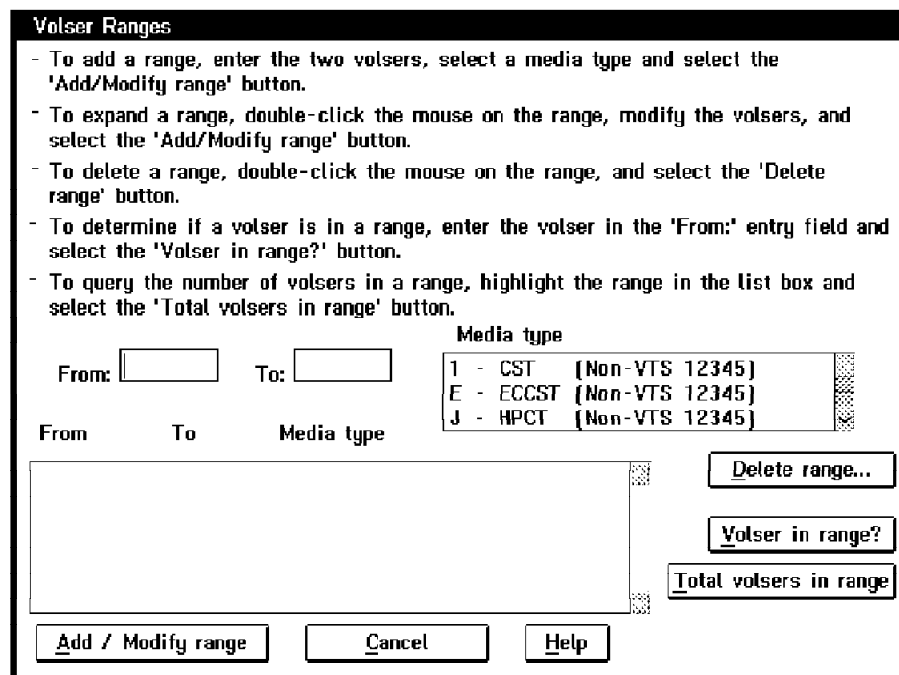 Volser Ranges
- To add a range, enter the two volsers, select a media type and select the
'Add/Modify range' button.
- To expand a range, double-click the mouse on the range, modify the volsers, and
select the 'Add/Modify range' button.
- To delete a range, double-click the mouse on the range, and select the 'Delete
range' button.
- To determine if a volser is in a range, enter the volser in the 'From:' entry field and
select the 'Volser in range?' button.
- To query the number of volsers in a range, highlight the range in the list box and
select the 'Total volsers in range' button.
Media type
From: To:
1 - CST (Non-VTS 12345)
E - ECCST (Non-VTS 12345)
J - HPCT (Non-VTS 12345)
From To Media type
Delete range...
Volser in range?
Total volsers in range
Add / Modify range Cancel Help